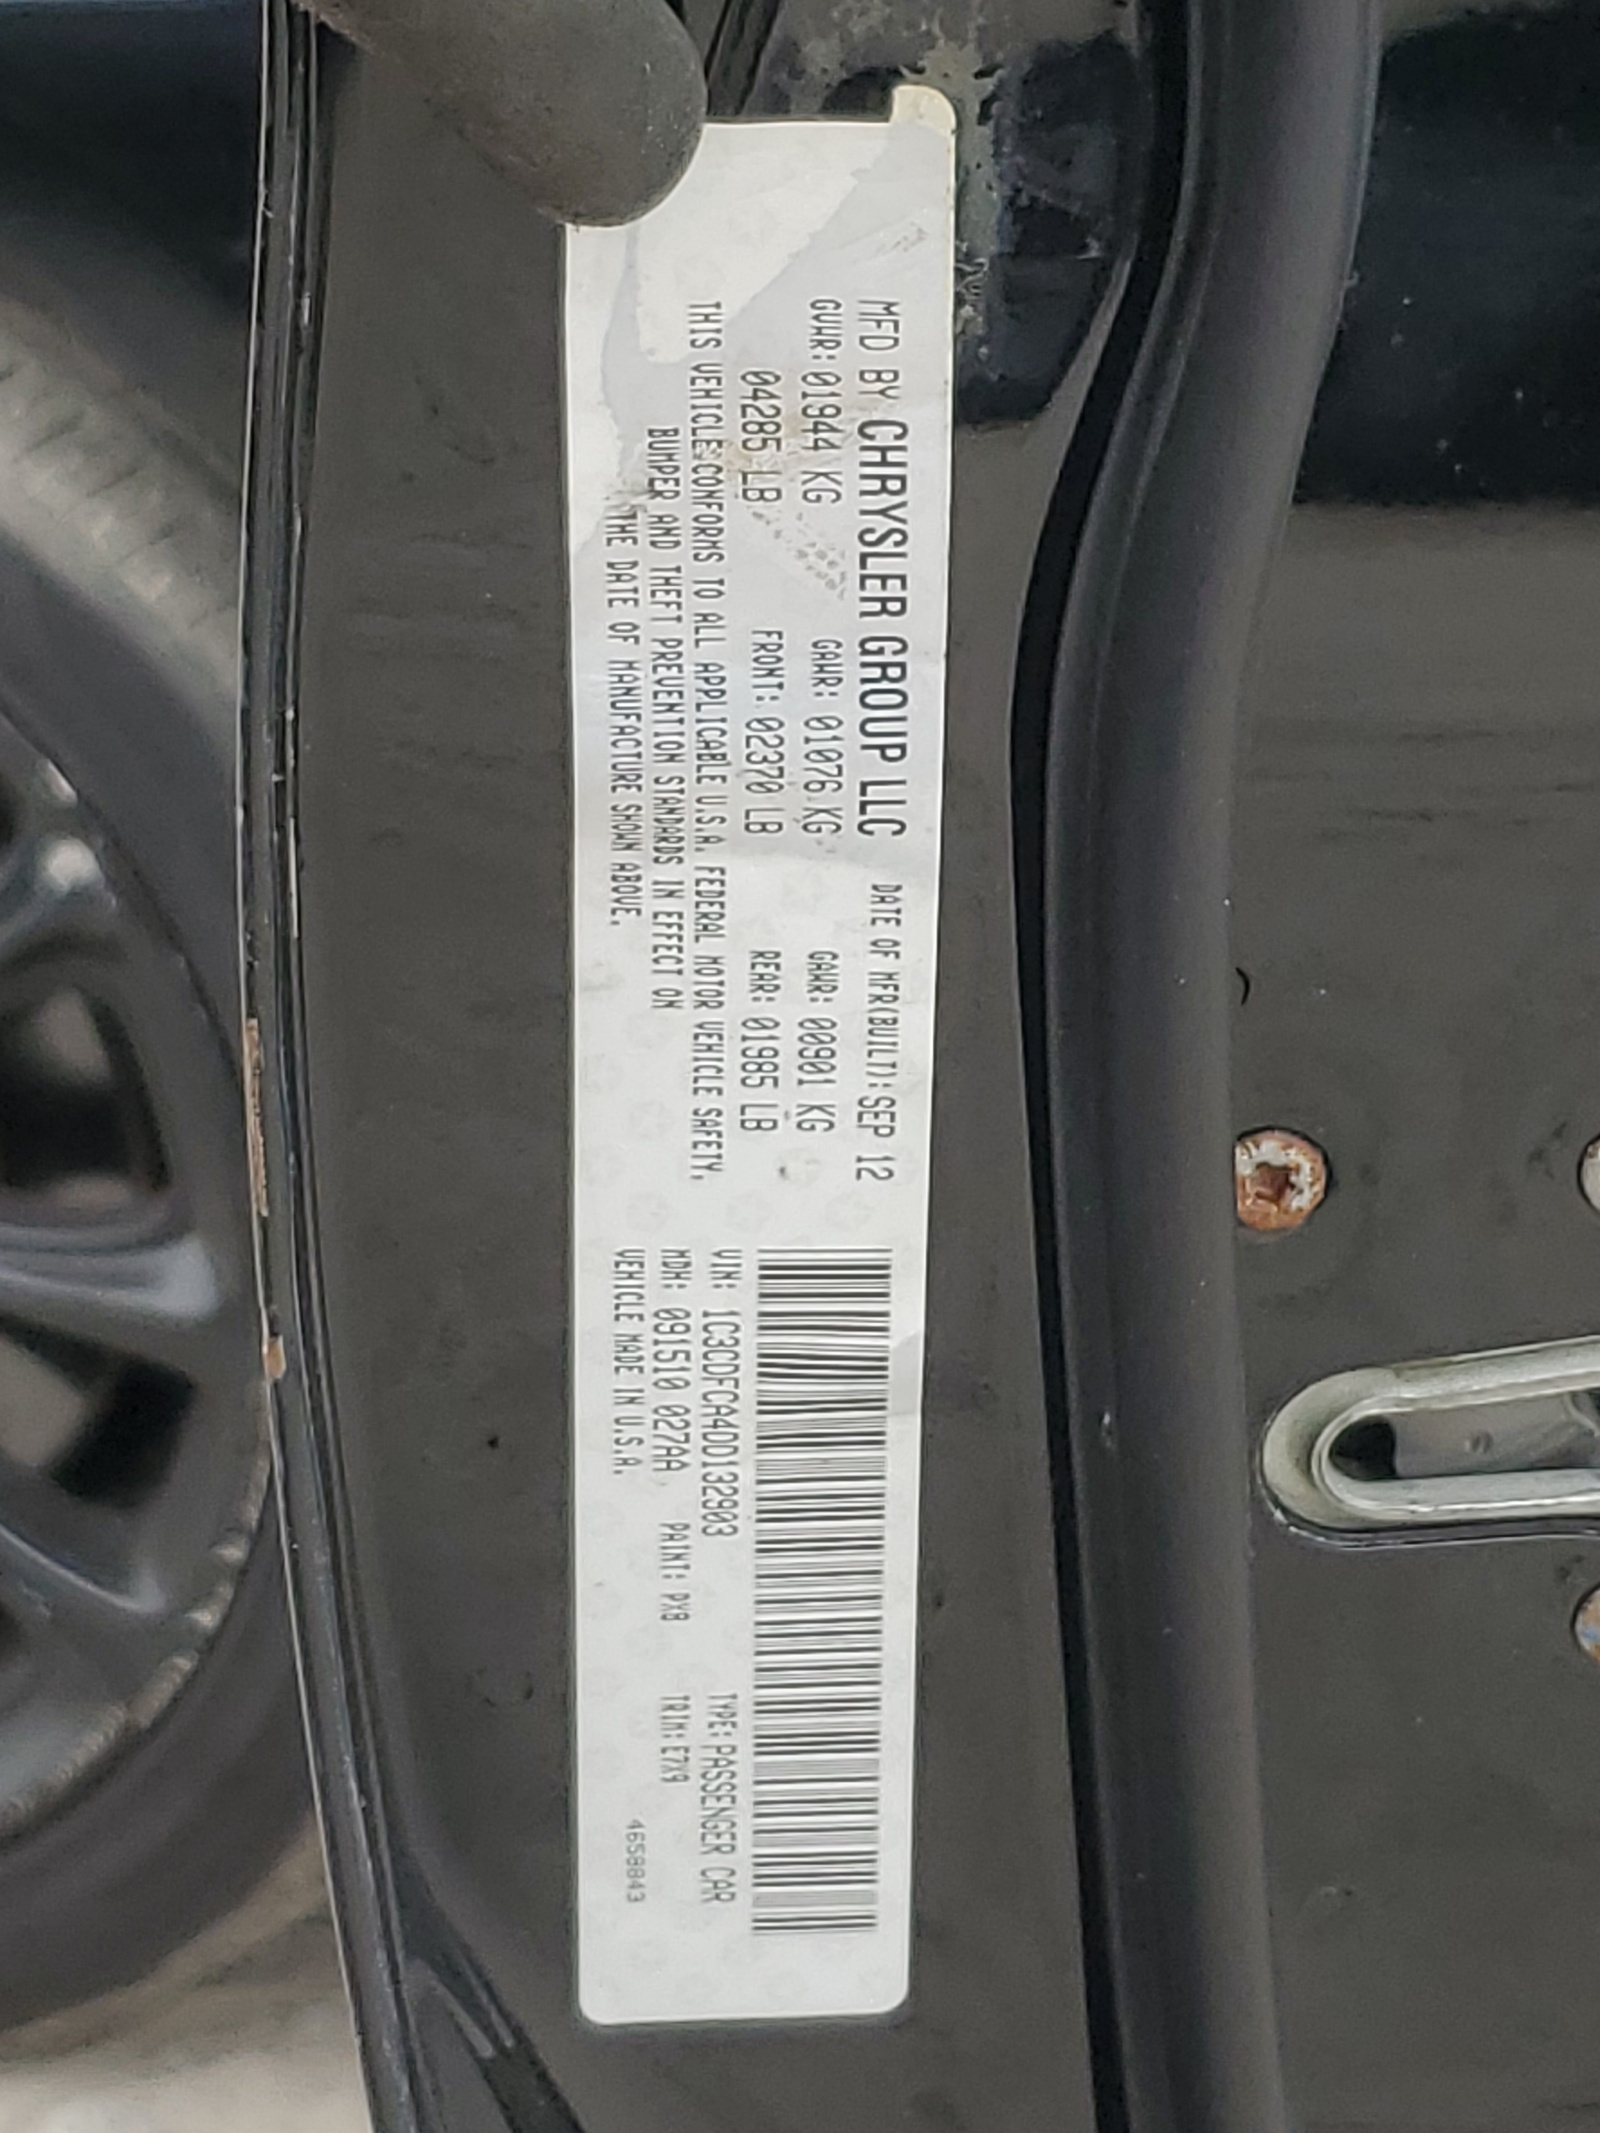 MFD BY CHRYSLER GROUP LLC DATE OF MFR(BUILT): SEP 12
GVWR: 01944 KG GAWR: 01076 KG GAWR: 00901 KG
04285 LB FRONT: 02370 LB REAR: 01985 LB
THIS VEHICLE CONFORMS TO ALL APPLICABLE U.S.A. FEDERAL MOTOR VEHICLE SAFETY,
BUMPER AND THEFT PREVENTION STANDARDS IN EFFECT ON
THE DATE OF MANUFACTURE SHOWN ABOVE.
VIN: 1C3CDFCA4DD132903 TYPE: PASSENGER CAR
MDH: 091510 027AA PAINT: PX8 TRIM: E7X9
VEHICLE MADE IN U.S.A. 4658843